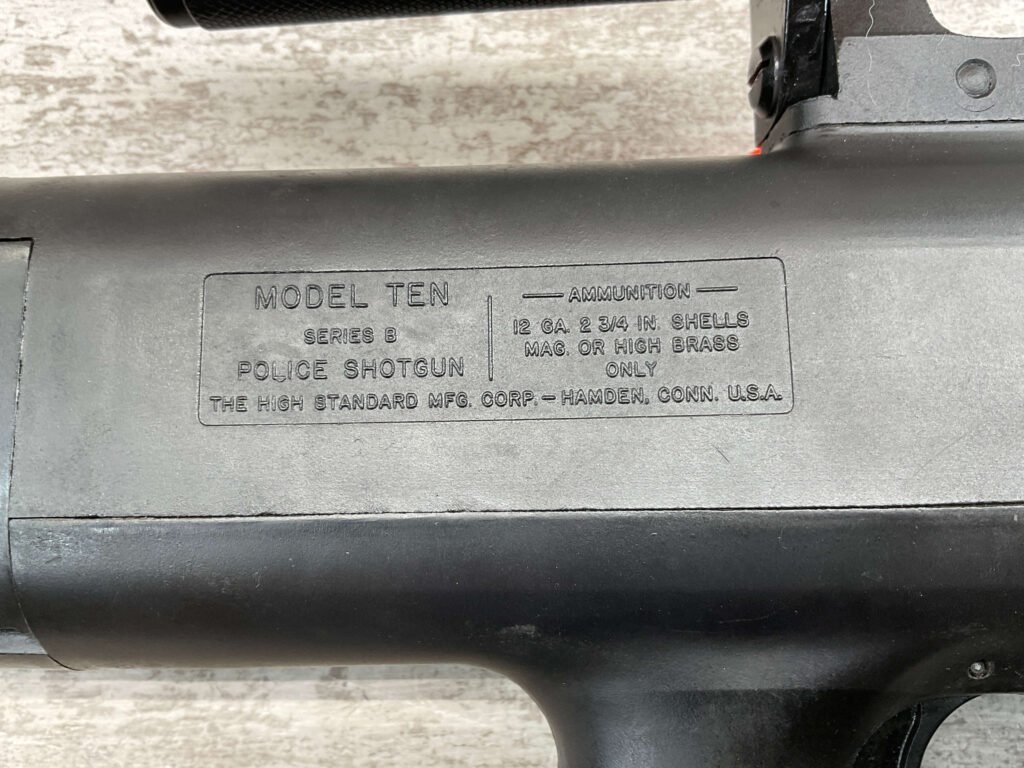 MODEL TEN
SERIES B
POLICE SHOTGUN
AMMUNITION
12 GA. 2 3/4 IN. SHELLS
MAG. OR HIGH BRASS
ONLY
THE HIGH STANDARD MFG. CORP. – HAMDEN, CONN. U.S.A.